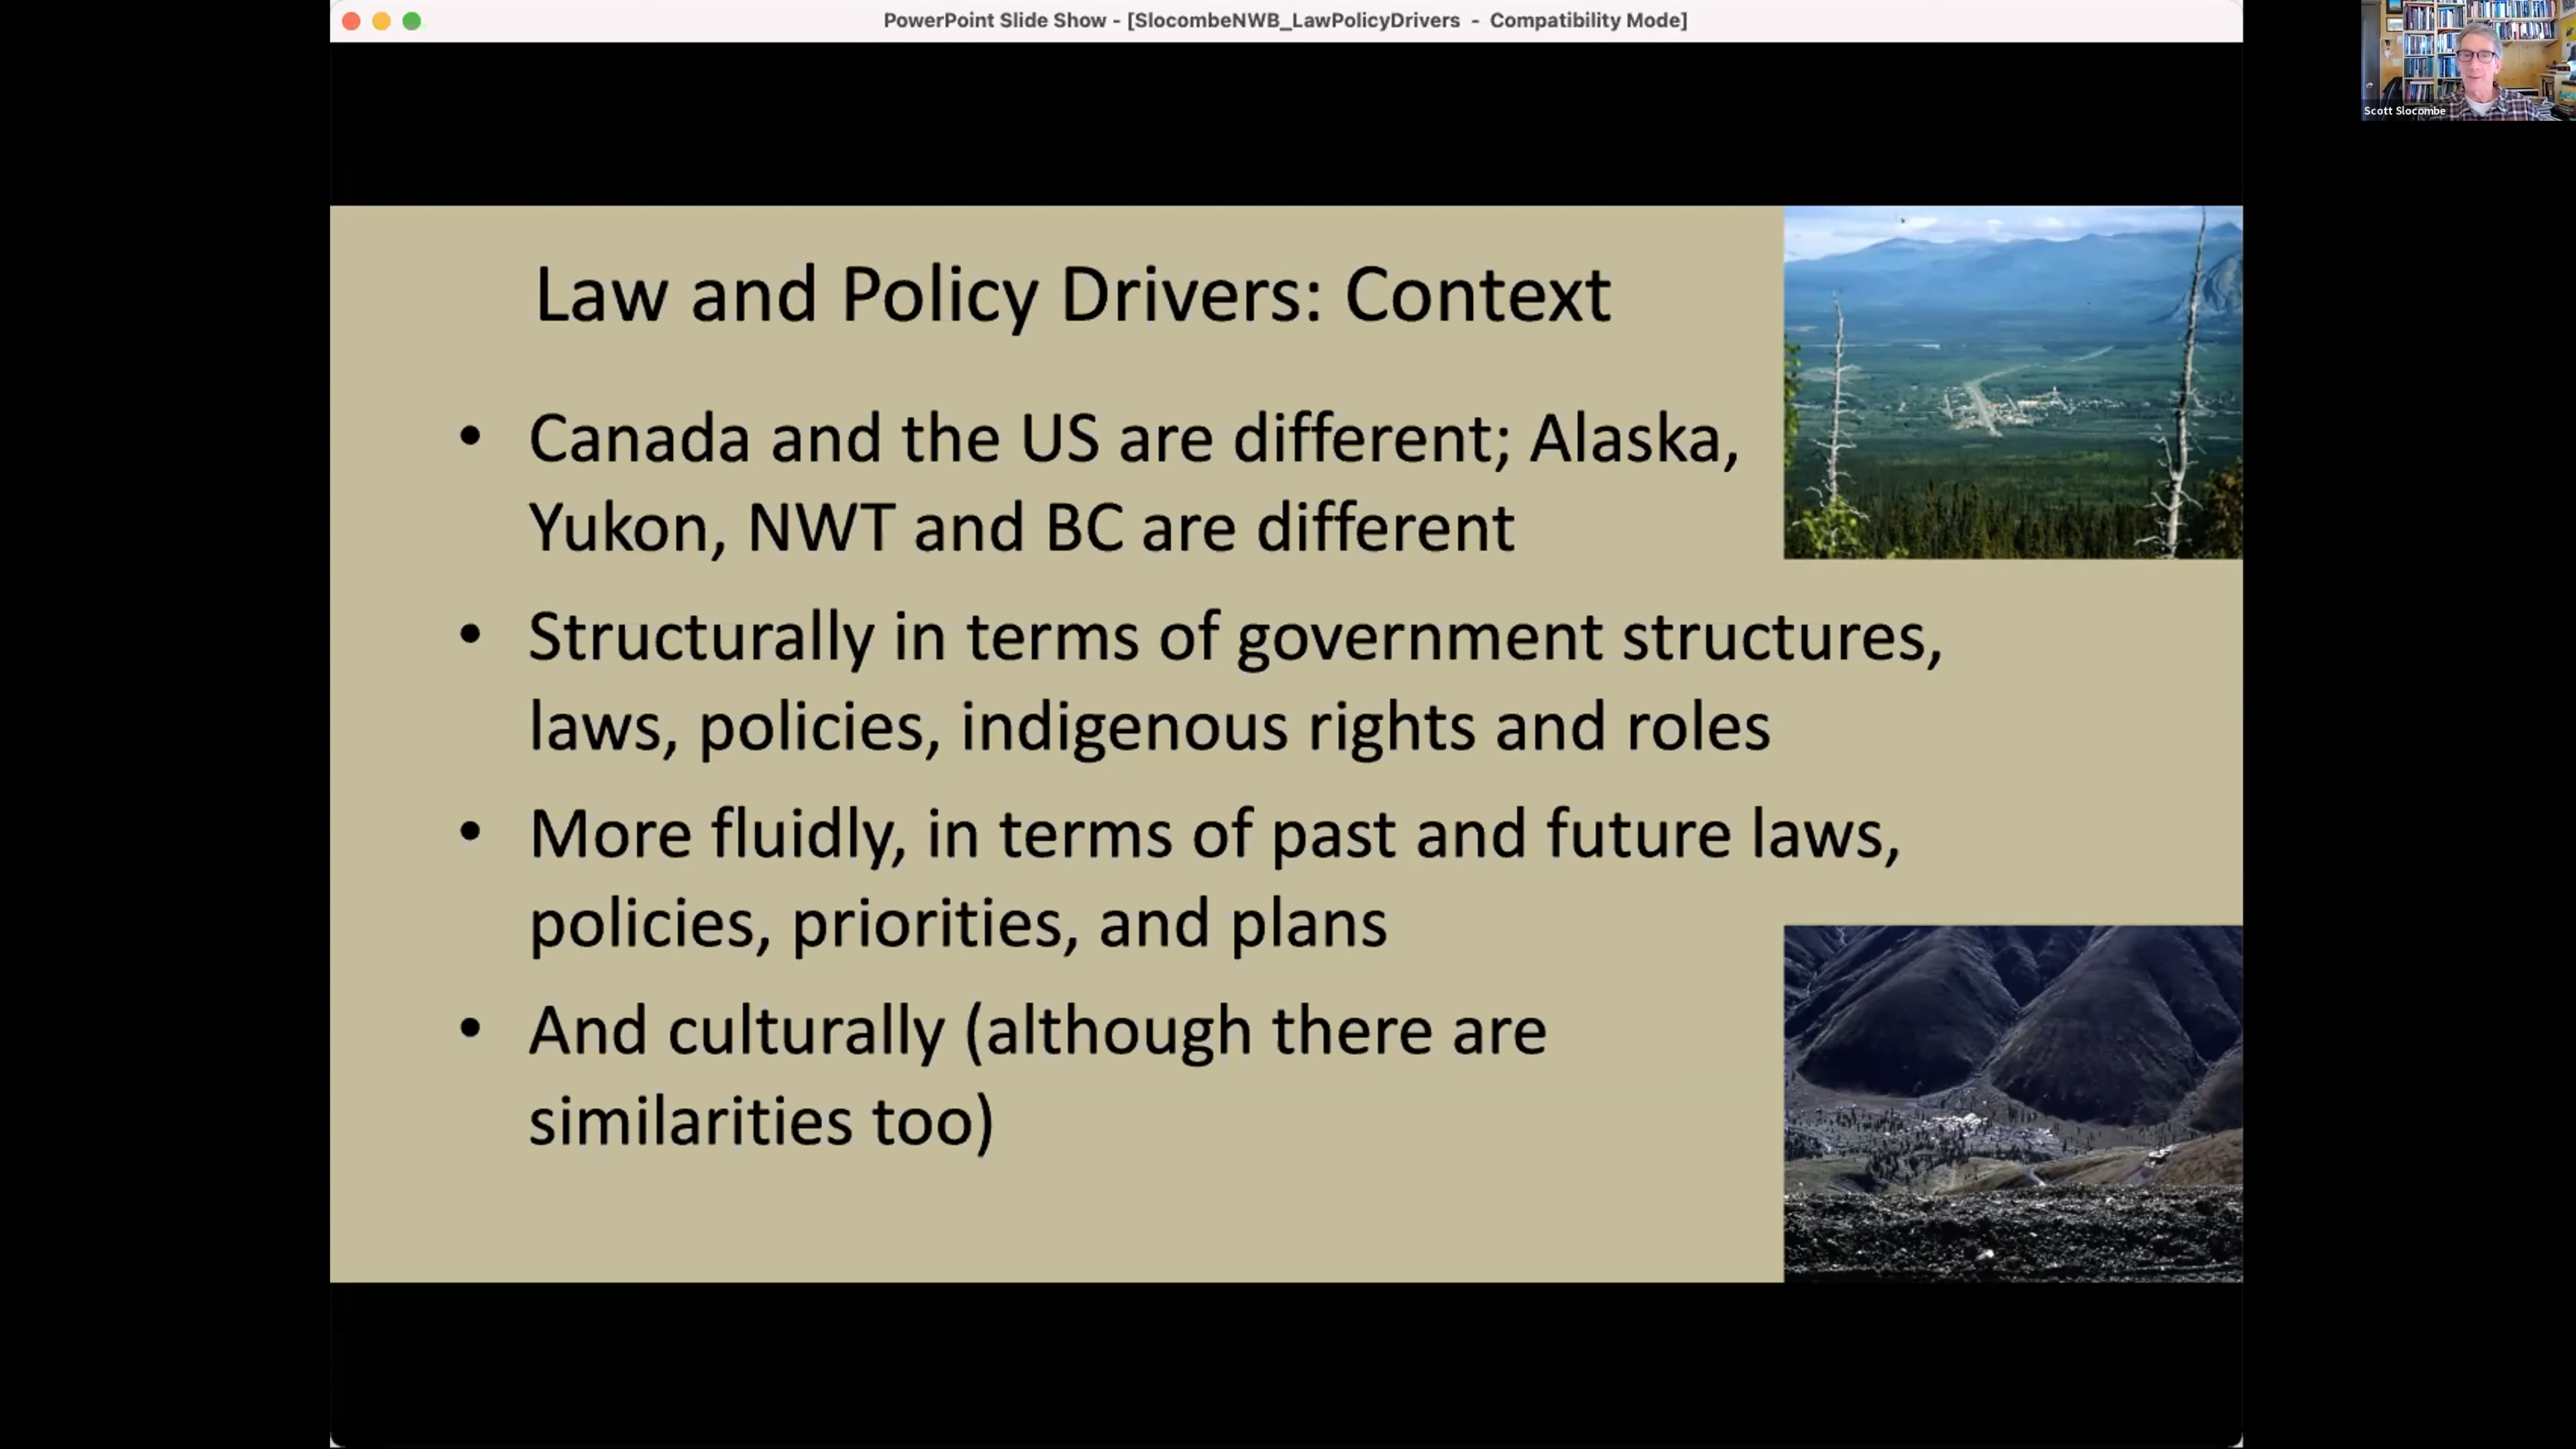 PowerPoint Slide Show - [SlocombeNWB_LawPolicyDrivers  -  Compatibility Mode]
Scott Slocombe
Law and Policy Drivers: Context
• Canada and the US are different; Alaska,
Yukon, NWT and BC are different
• Structurally in terms of government structures,
laws, policies, indigenous rights and roles
• More fluidly, in terms of past and future laws,
policies, priorities, and plans
• And culturally (although there are
similarities too)